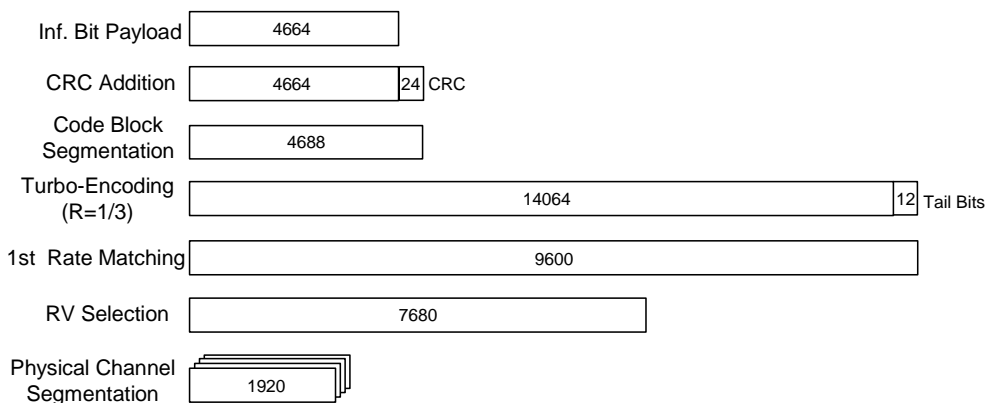 Inf. Bit Payload 4664
CRC Addition 4664 24 CRC
Code Block
Segmentation 4688
Turbo-Encoding
(R=1/3) 14064 12 Tail Bits
1st Rate Matching 9600
RV Selection 7680
Physical Channel
Segmentation 1920